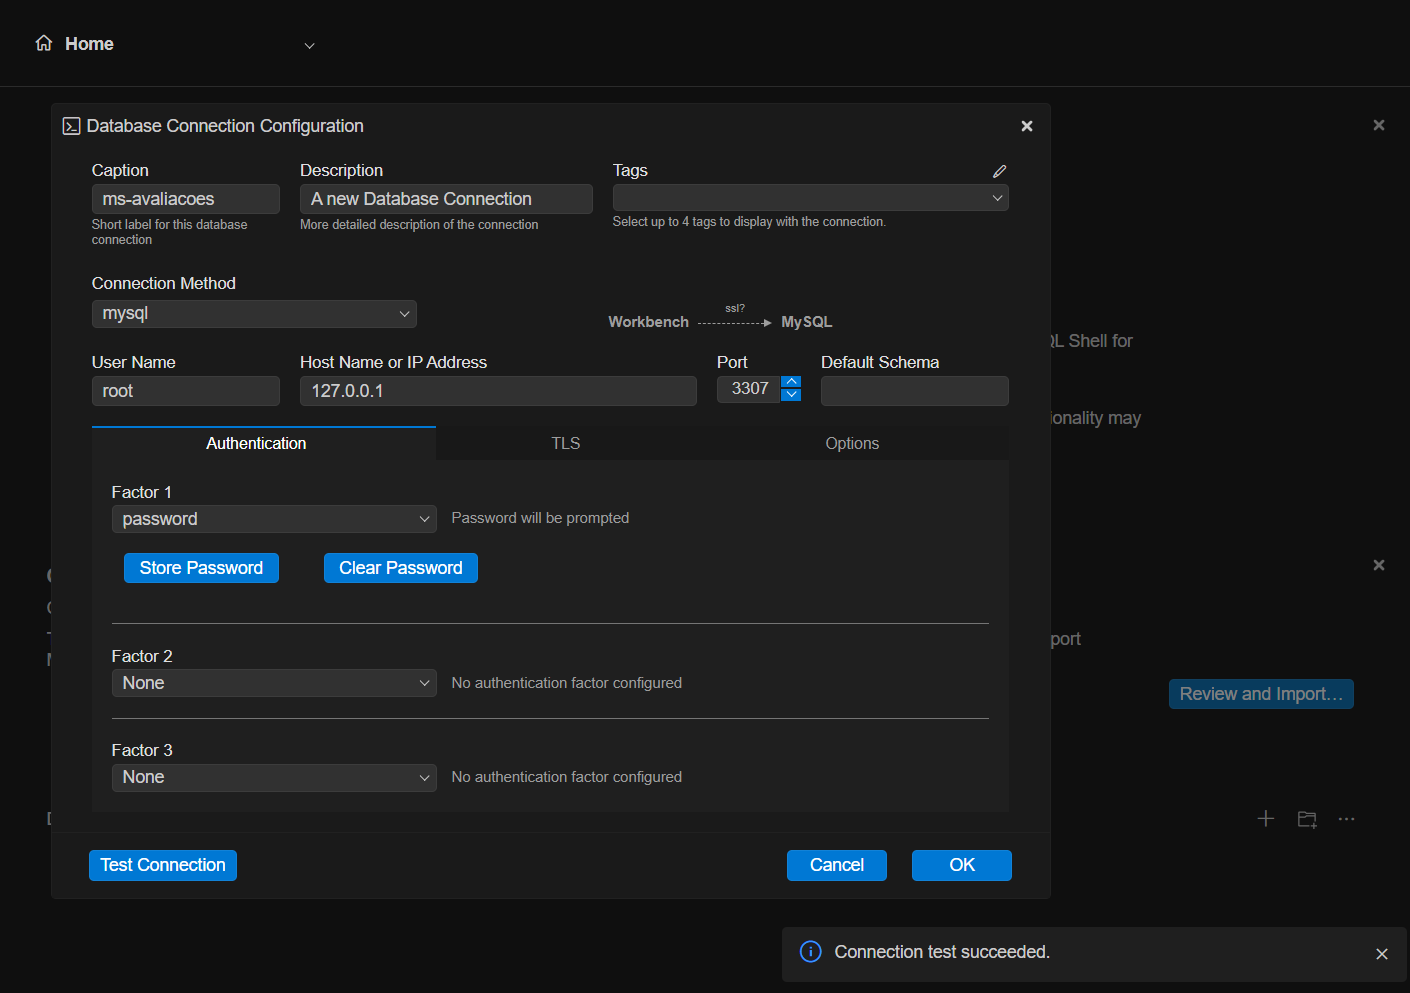 Home
Database Connection Configuration
Caption
Description
Tags
ms-avaliacoes
A new Database Connection
Short label for this database
connection
More detailed description of the connection
Select up to 4 tags to display with the connection.
Connection Method
mysql
Workbench
ssl?
MySQL
User Name
Host Name or IP Address
Port
Default Schema
root
127.0.0.1
3307
Authentication
TLS
Options
Factor 1
password
Password will be prompted
Store Password
Clear Password
Factor 2
None
No authentication factor configured
Factor 3
None
No authentication factor configured
Test Connection
Cancel
OK
Shell for
may
Review and Import...
Connection test succeeded.